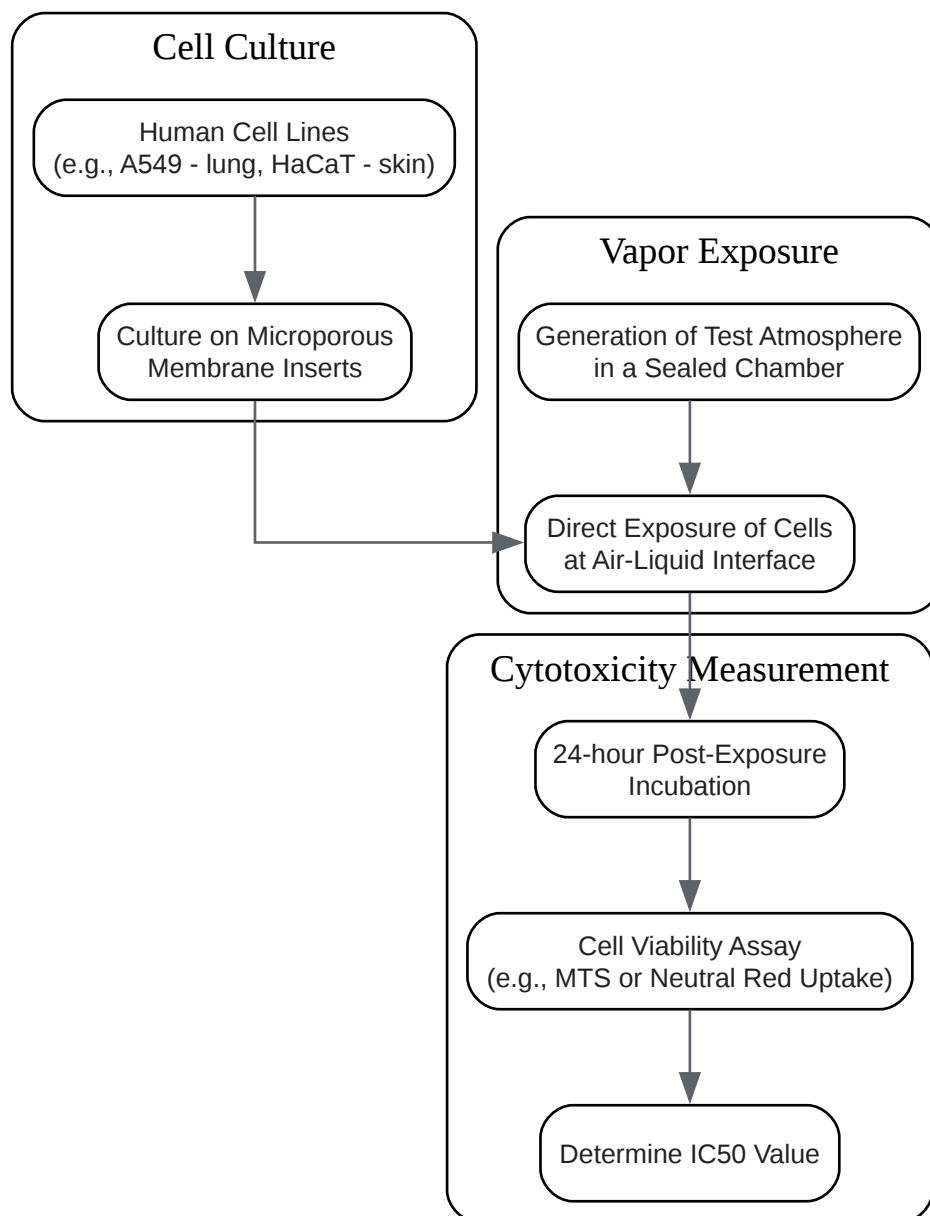 Cell Culture
Human Cell Lines
(e.g., A549 - lung, HaCaT - skin)
Culture on Microporous
Membrane Inserts
Vapor Exposure
Generation of Test Atmosphere
in a Sealed Chamber
Direct Exposure of Cells
at Air-Liquid Interface
Cytotoxicity Measurement
24-hour Post-Exposure
Incubation
Cell Viability Assay
(e.g., MTS or Neutral Red Uptake)
Determine IC50 Value